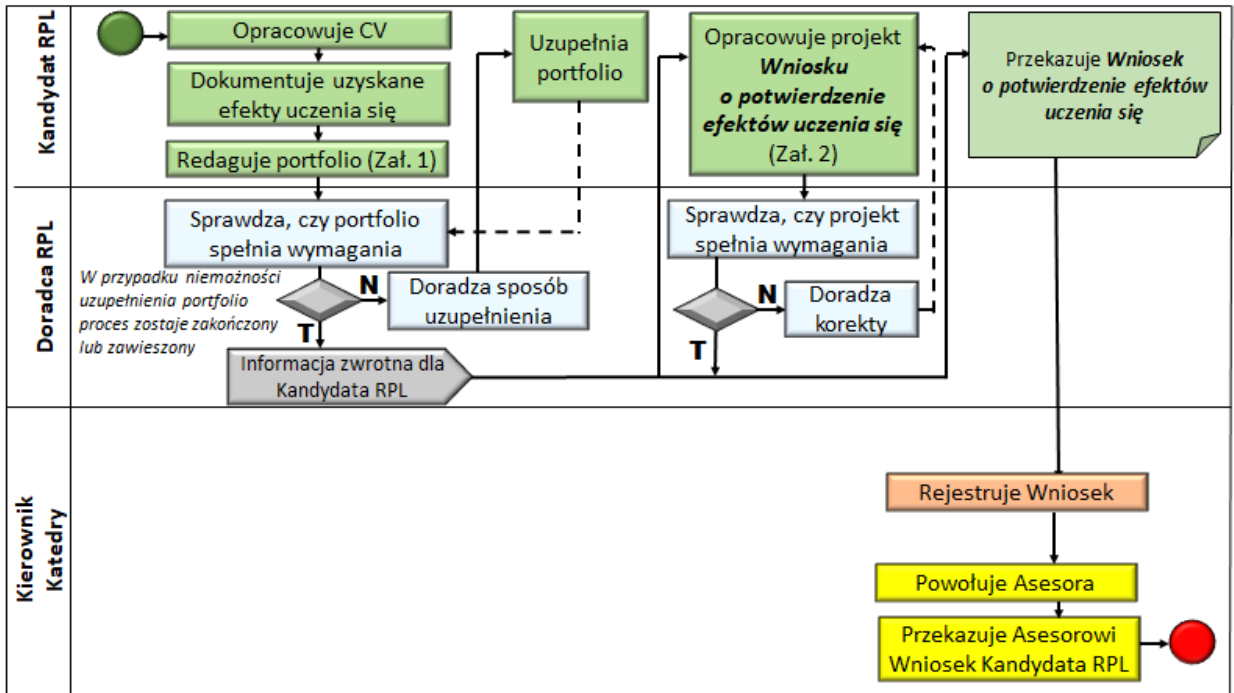 Kandydat RPL
Opracowuje CV
Dokumentuje uzyskane
efekty uczenia się
Redaguje portfolio (Zał. 1)
Uzupełnia
portfolio
Opracowuje projekt
Wniosku
o potwierdzenie
efektów uczenia się
(Zał. 2)
Przekazuje Wniosek
o potwierdzenie efektów
uczenia się
Doradca RPL
Sprawdza, czy portfolio
spełnia wymagania
W przypadku niemożności
uzupełnienia portfolio
proces zostaje zakończony
lub zawieszony
N
T
Doradza sposób
uzupełnienia
Informacja zwrotna dla
Kandydata RPL
Sprawdza, czy projekt
spełnia wymagania
N
T
Doradza
korekty
Kierownik
Katedry
Rejestruje Wniosek
Powołuje Asesora
Przekazuje Asesorowi
Wniosek Kandydata RPL